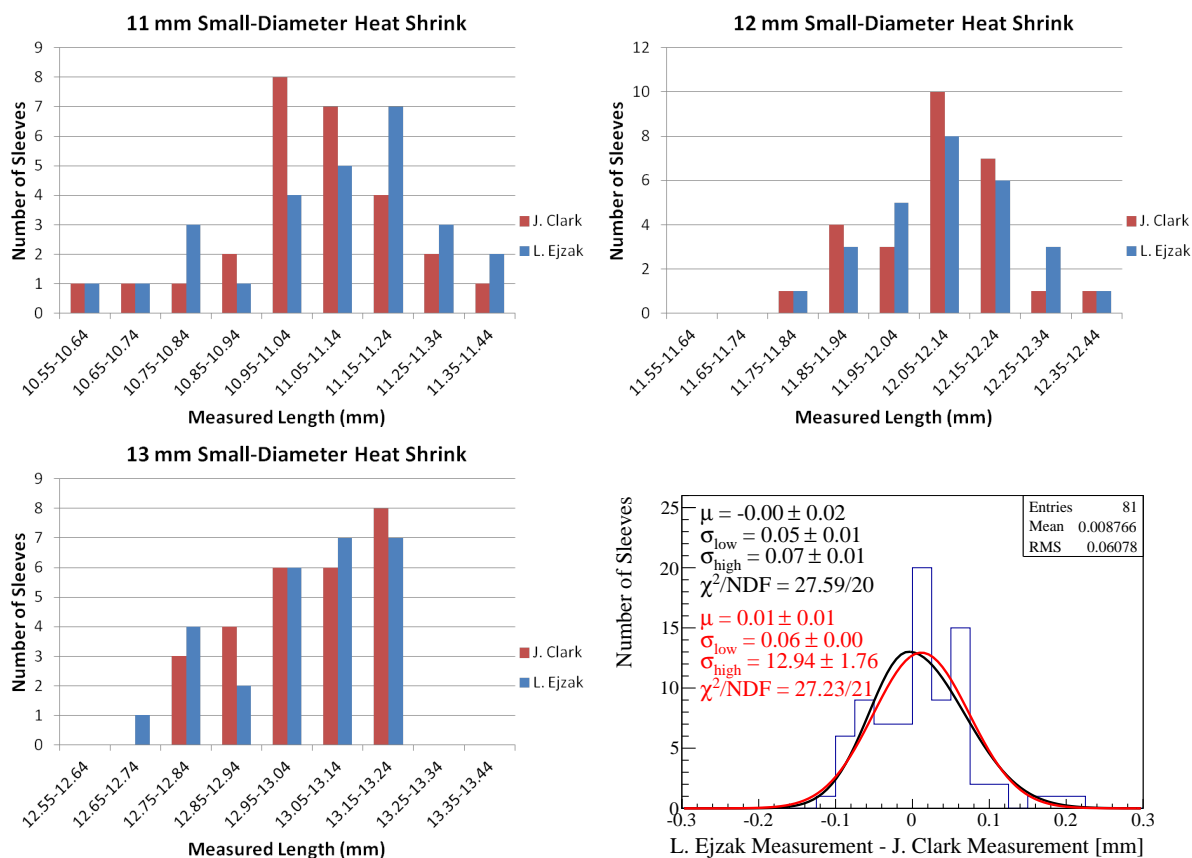 11 mm Small-Diameter Heat Shrink
9
8
7
6
5
4
3
2
1
0
Number of Sleeves
J. Clark
L. Ejzak
10.55-10.64
10.65-10.74
10.75-10.84
10.85-10.94
10.95-11.04
11.05-11.14
11.15-11.24
11.25-11.34
11.35-11.44
Measured Length (mm)
12 mm Small-Diameter Heat Shrink
12
10
8
6
4
2
0
Number of Sleeves
J. Clark
L. Ejzak
11.55-11.64
11.65-11.74
11.75-11.84
11.85-11.94
11.95-12.04
12.05-12.14
12.15-12.24
12.25-12.34
12.35-12.44
Measured Length (mm)
13 mm Small-Diameter Heat Shrink
9
8
7
6
5
4
3
2
1
0
Number of Sleeves
J. Clark
L. Ejzak
12.55-12.64
12.65-12.74
12.75-12.84
12.85-12.94
12.95-13.04
13.05-13.14
13.15-13.24
13.25-13.34
13.35-13.44
Measured Length (mm)
Number of Sleeves
25
20
15
10
5
0
μ = -0.00 ± 0.02
σlow = 0.05 ± 0.01
σhigh = 0.07 ± 0.01
χ²/NDF = 27.59/20
μ = 0.01 ± 0.01
σlow = 0.06 ± 0.00
σhigh = 12.94 ± 1.76
χ²/NDF = 27.23/21
Entries 81
Mean 0.008766
RMS 0.06078
-0.3 -0.2 -0.1 0 0.1 0.2 0.3
L. Ejzak Measurement - J. Clark Measurement [mm]